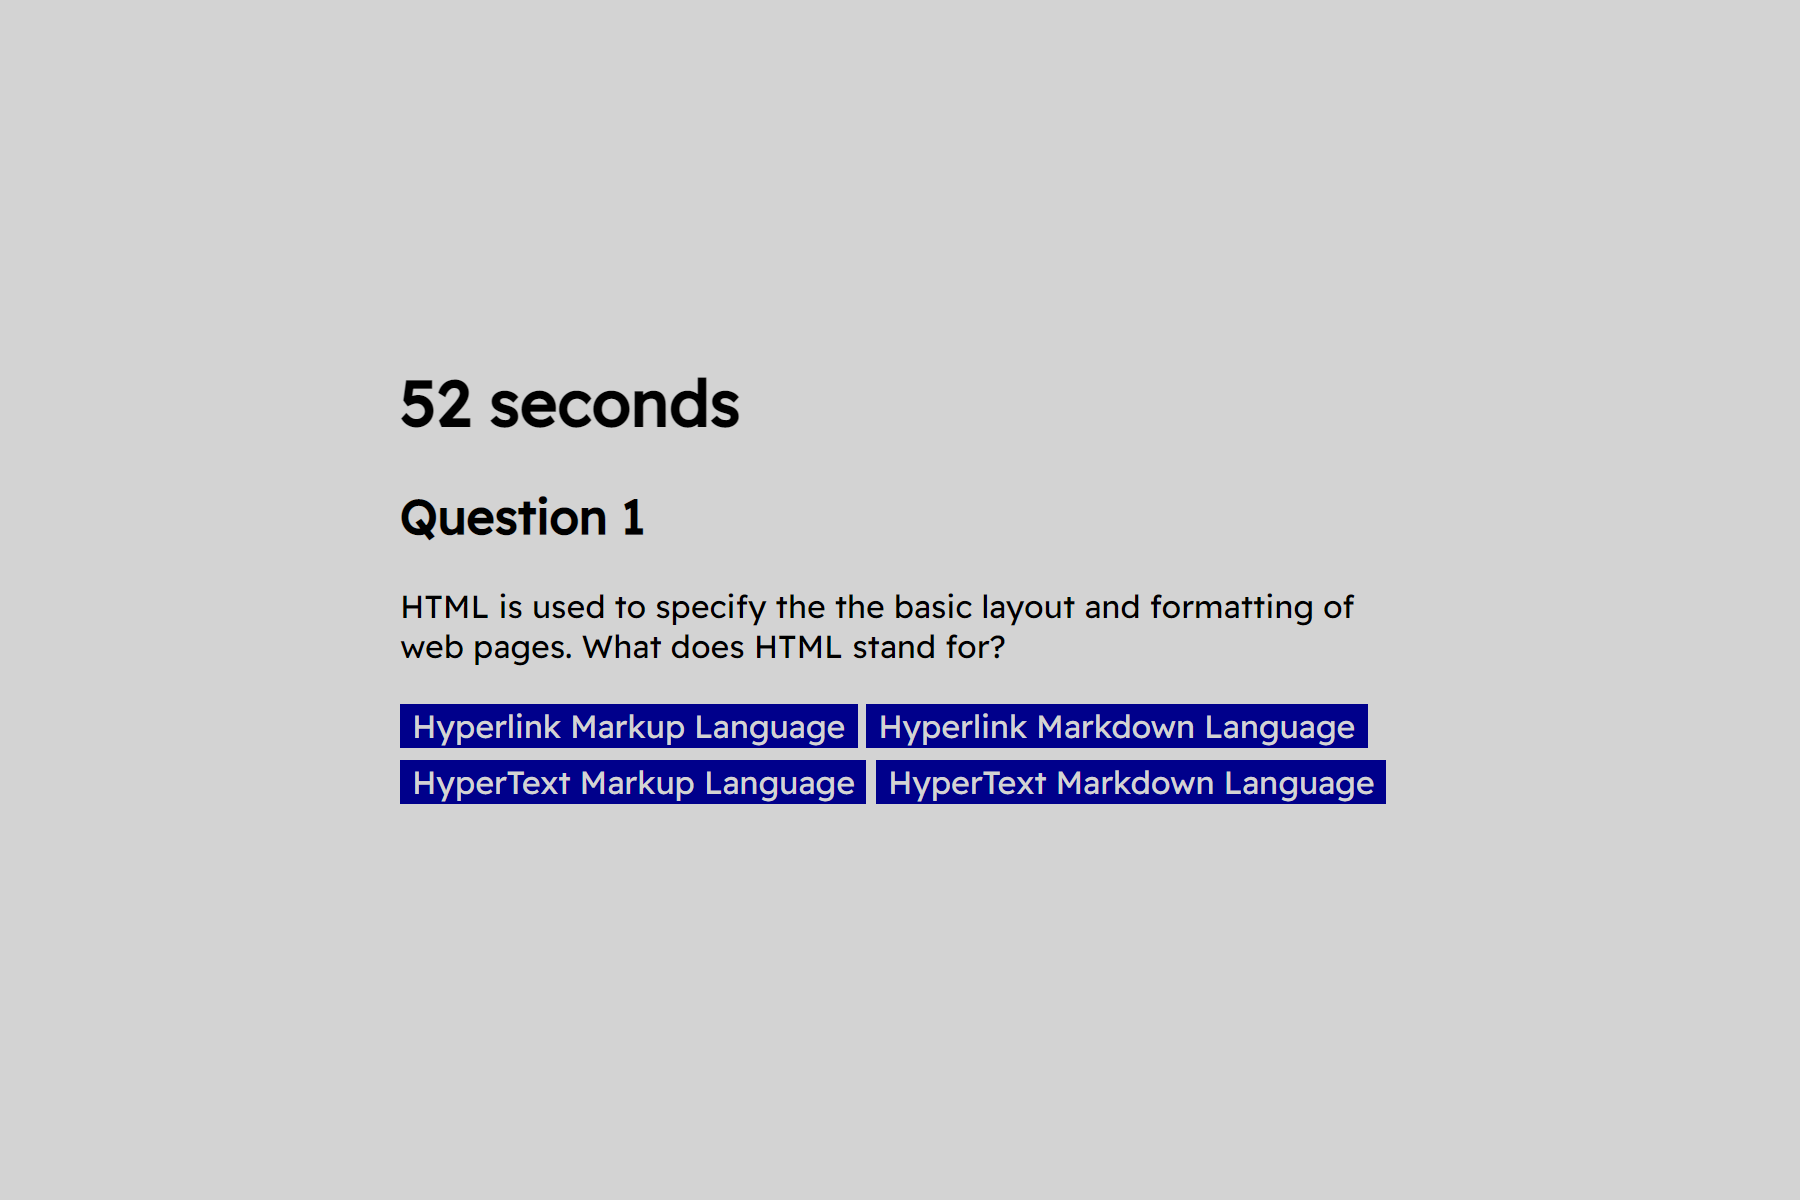 52 seconds
Question 1
HTML is used to specify the the basic layout and formatting of
web pages. What does HTML stand for?
Hyperlink Markup Language Hyperlink Markdown Language
HyperText Markup Language HyperText Markdown Language